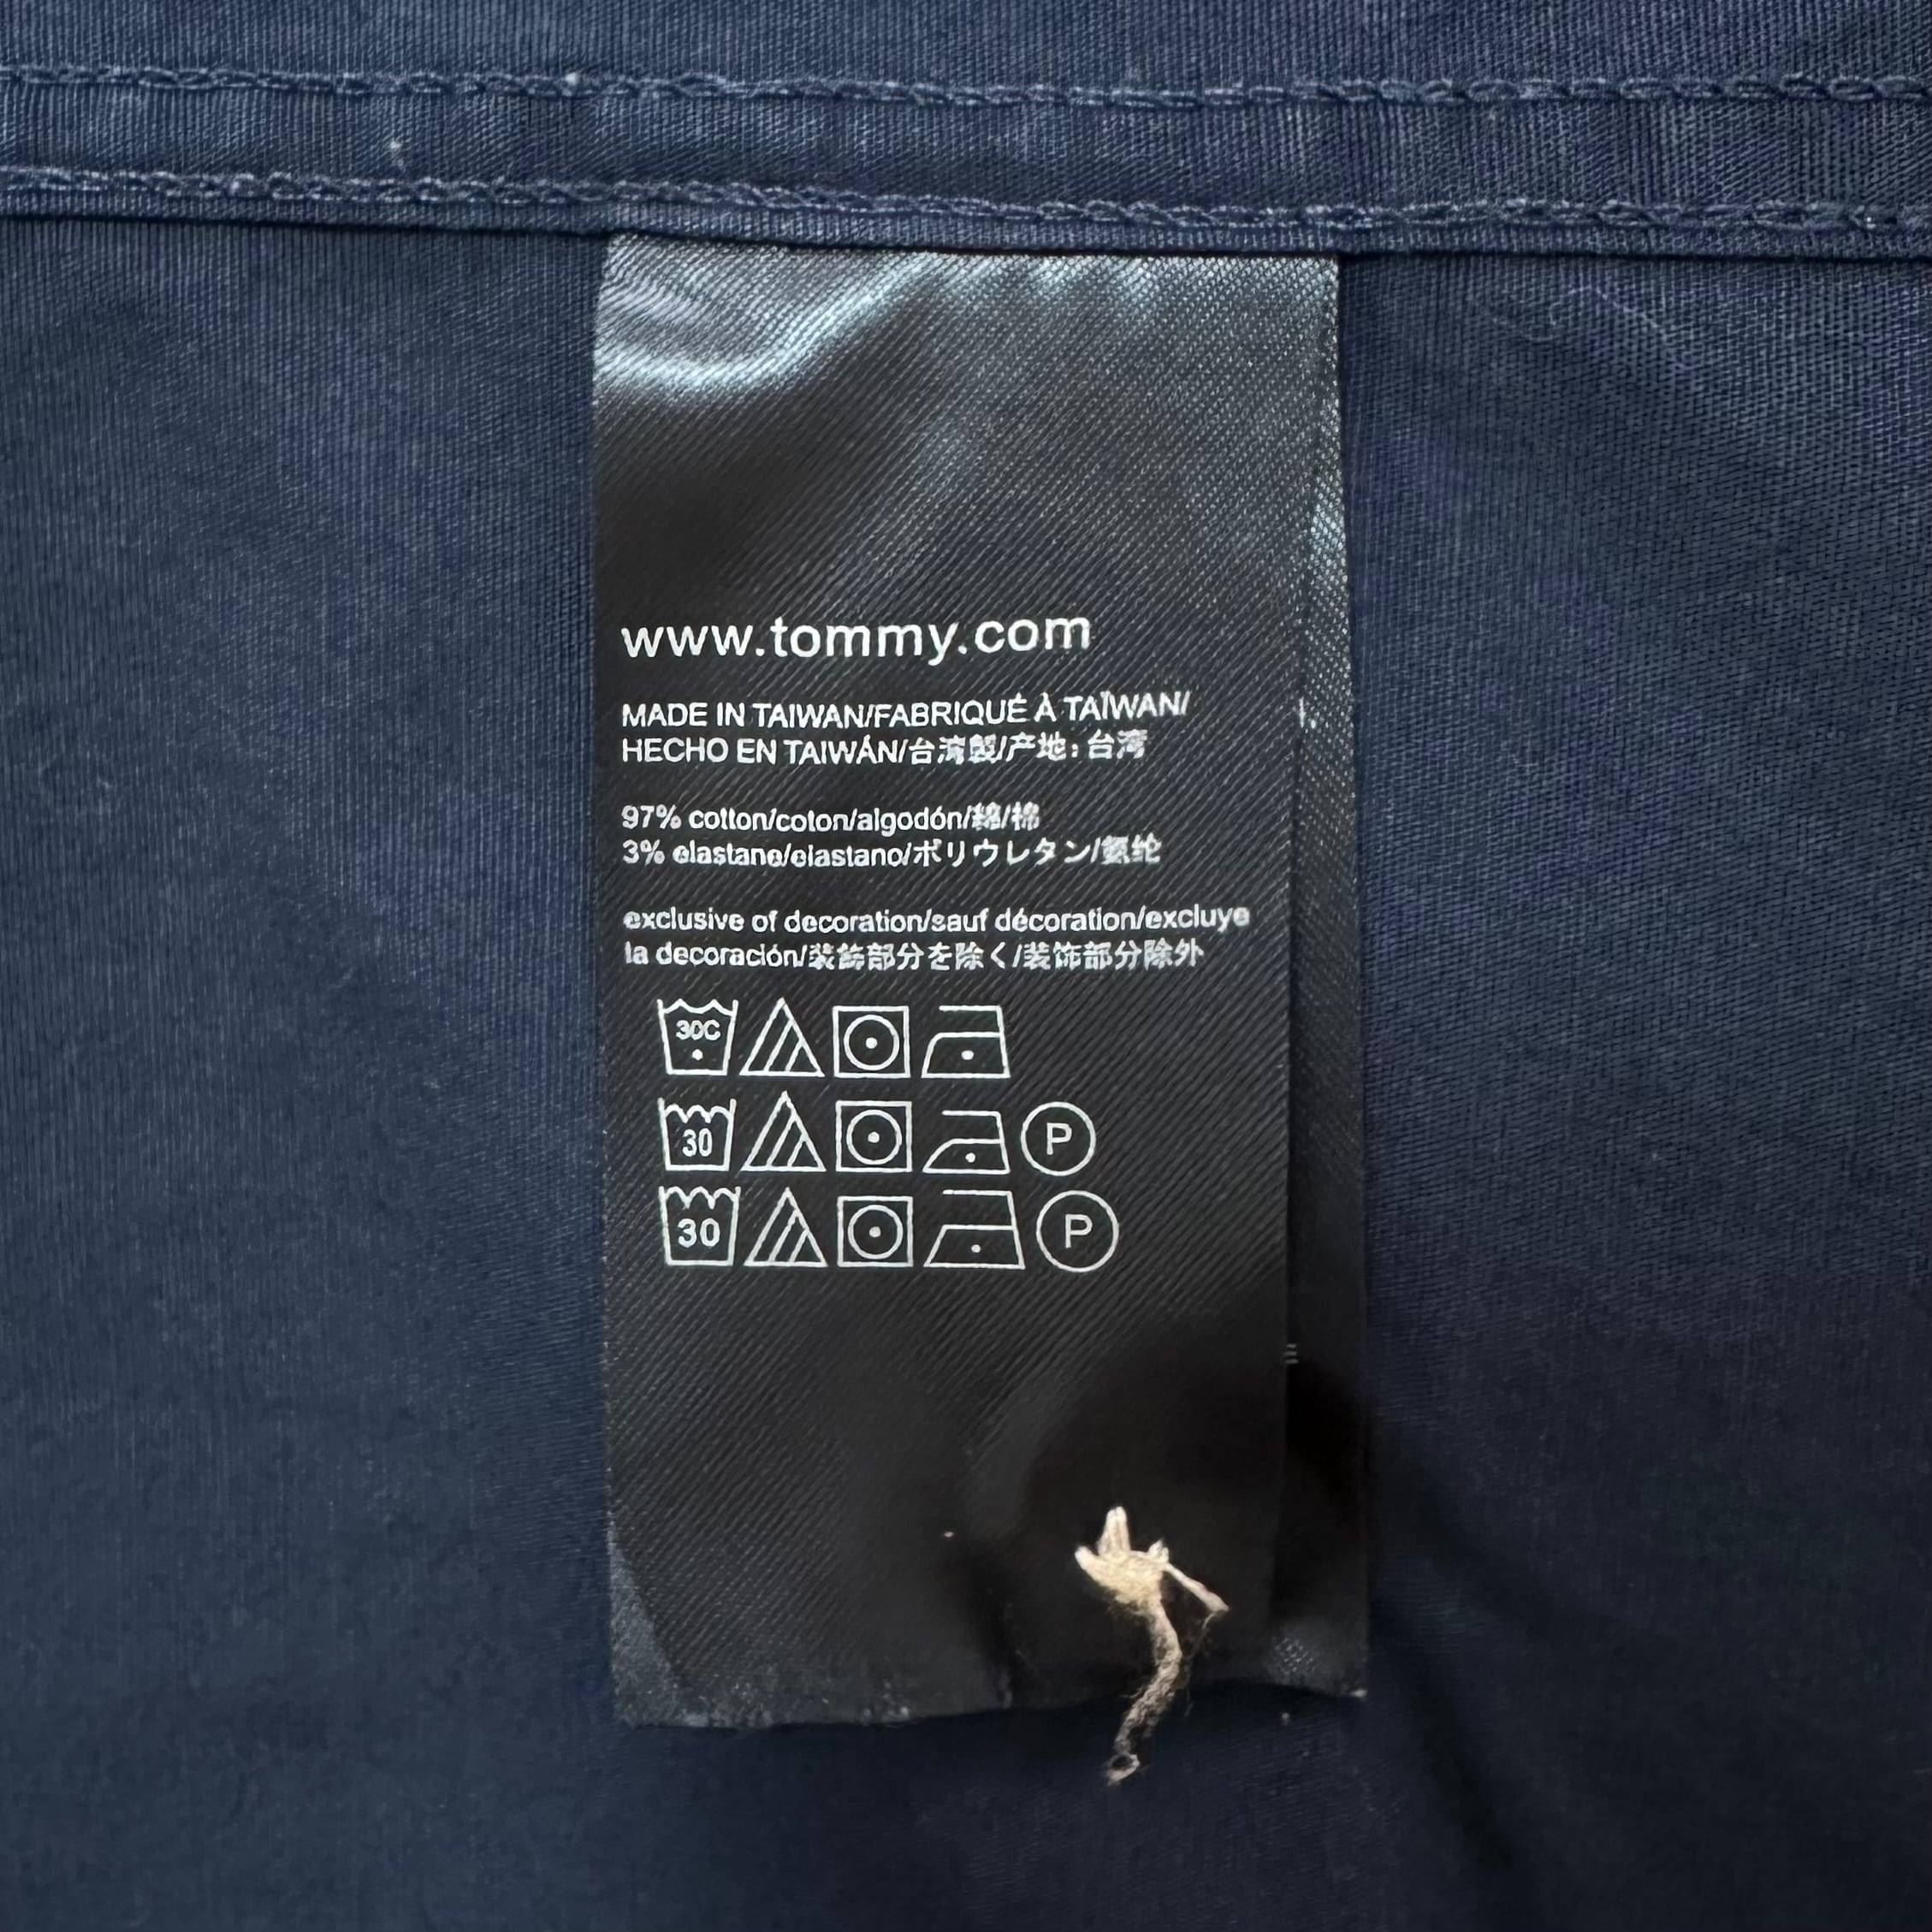 www.tommy.com
MADE IN TAIWAN/FABRIQUÉ À TAÏWAN/
HECHO EN TAIWÁN/台湾製/产地: 台湾
97% cotton/coton/algodón/綿/棉
3% elastane/elastano/ポリウレタン/氨纶
exclusive of decoration/sauf décoration/excluye
la decoración/装飾部分を除く/装饰部分除外
30C
30 P
30 P